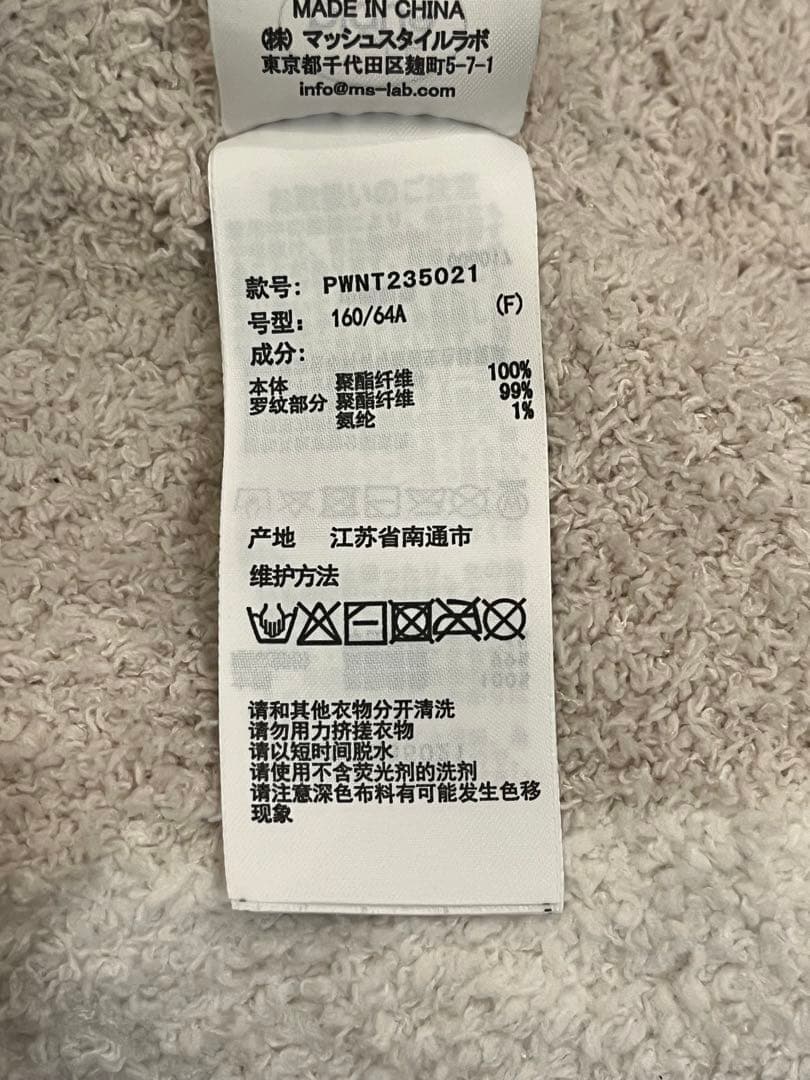 MADE IN CHINA
(株) マッシュスタイルラボ
東京都千代田区麹町5-7-1
info@ms-lab.com
款号: PWNT235021
号型: 160/64A (F)
成分:
本体 聚酯纤维 100%
罗纹部分 聚酯纤维 99%
氨纶 1%
产地 江苏省南通市
维护方法
请和其他衣物分开清洗
请勿用力挤搓衣物
请以短时间脱水
请使用不含荧光剂的洗剂
请注意深色布料有可能发生色移
现象